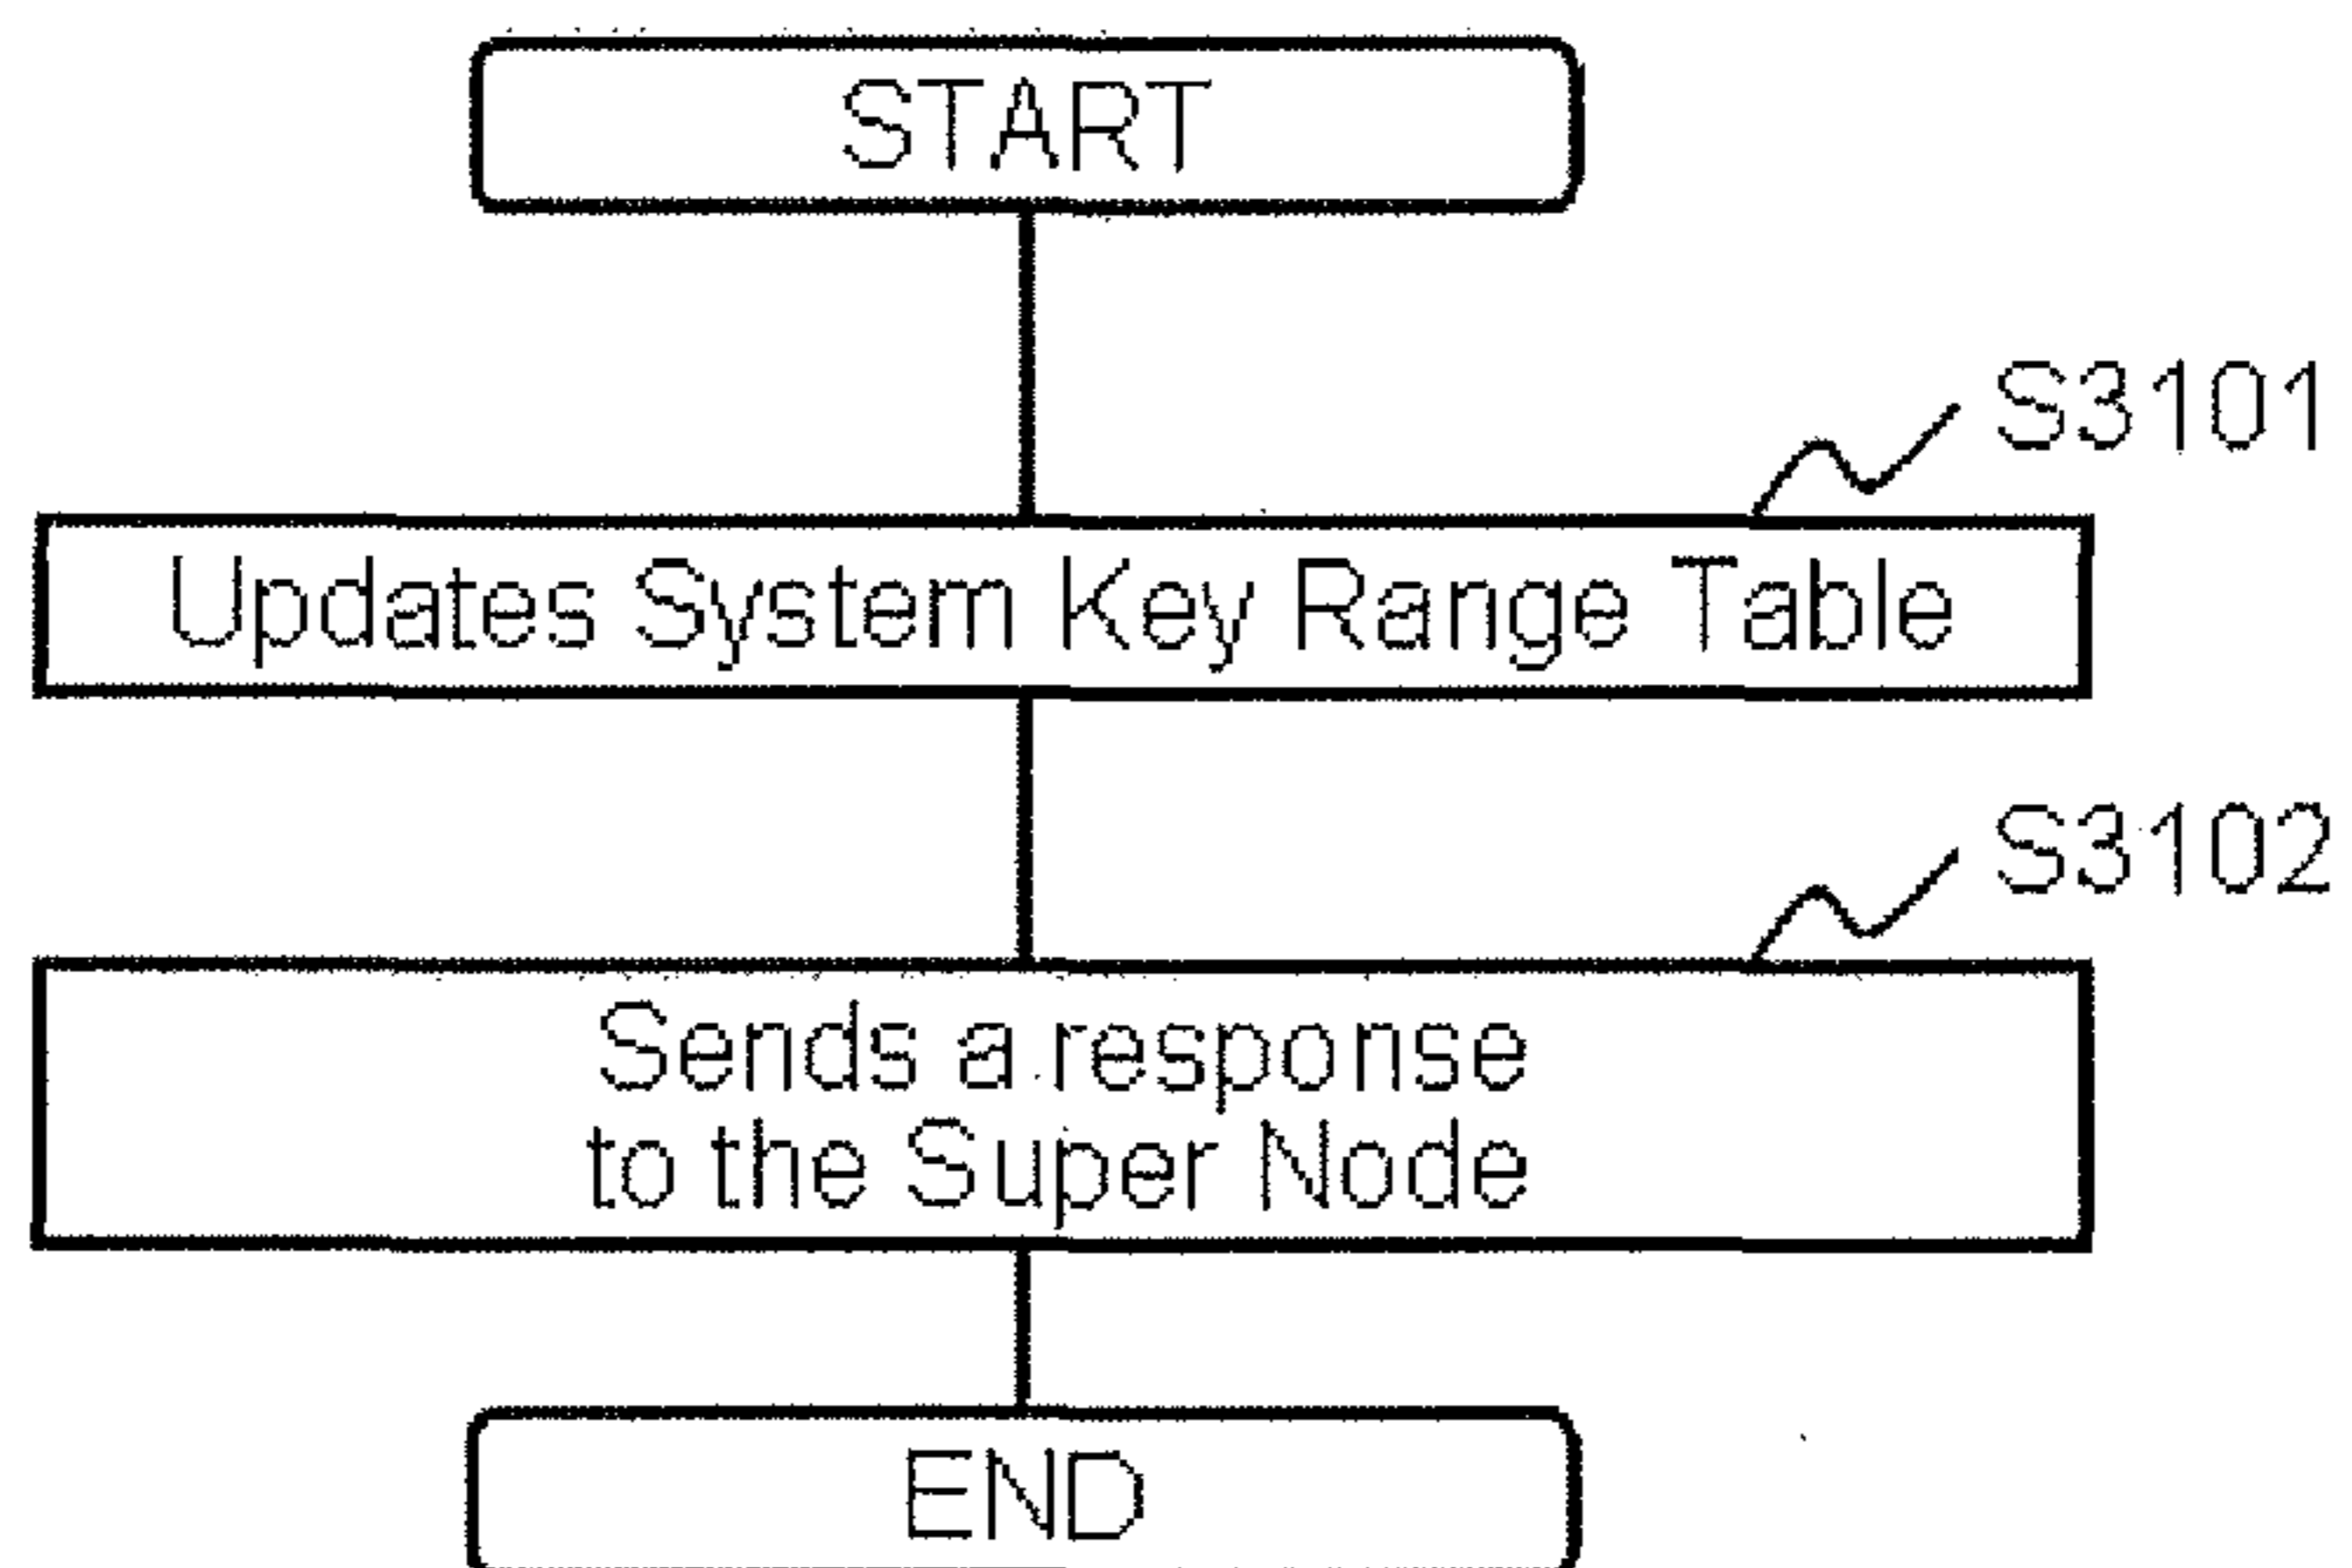 START
S3101
Updates System Key Range Table
S3102
Sends a response
to the Super Node
END